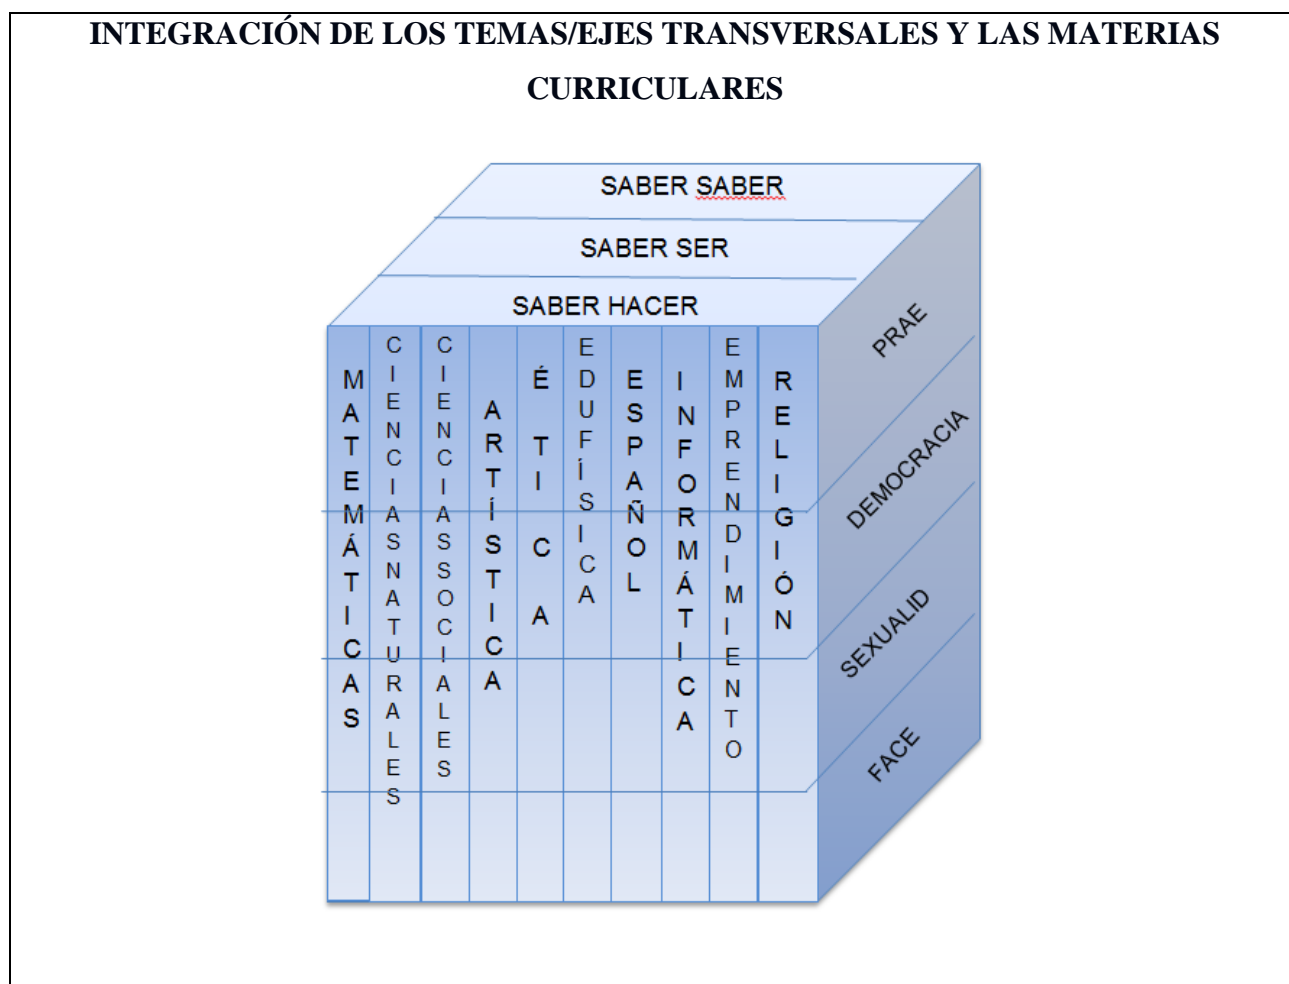 INTEGRACIÓN DE LOS TEMAS/EJES TRANSVERSALES Y LAS MATERIAS
CURRICULARES
SABER SABER
SABER SER
SABER HACER
MATEMÁTICAS
CIENCIASNATURALES
CIENCIASSOCIALES
ARTÍSTICA
ÉTICA
EDUFÍSICA
ESPAÑOL
INFORMÁTICA
EMPRENDIMIENTO
RELIGIÓN
PRAE
DEMOCRACIA
SEXUALID
FACE